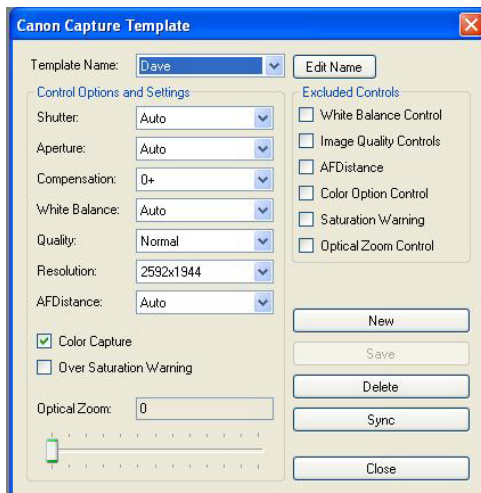 Canon Capture Template
Template Name: Dave Edit Name
Control Options and Settings
Shutter: Auto
Aperture: Auto
Compensation: 0+
White Balance: Auto
Quality: Normal
Resolution: 2592x1944
AFDistance: Auto
Color Capture
Over Saturation Warning
Optical Zoom: 0
Excluded Controls
White Balance Control
Image Quality Controls
AFDistance
Color Option Control
Saturation Warning
Optical Zoom Control
New
Save
Delete
Sync
Close